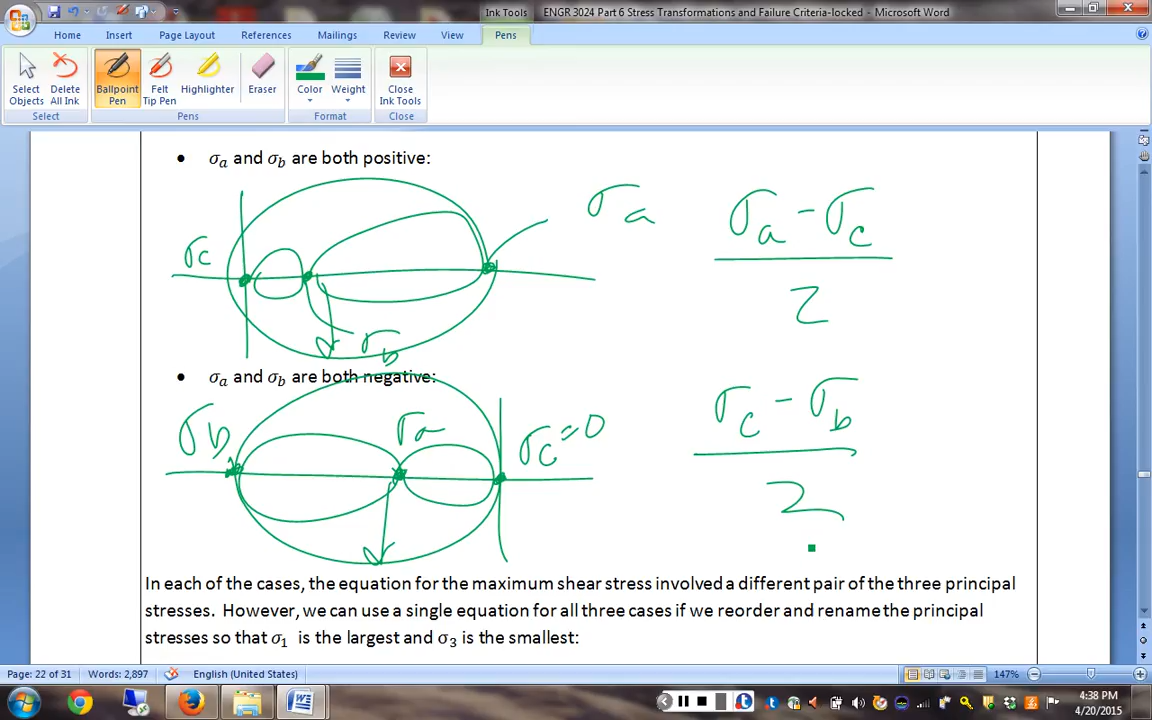 Ink Tools
ENGR 3024 Part 6 Stress Transformations and Failure Criteria-locked - Microsoft Word
Home Insert Page Layout References Mailings Review View Pens
Select Objects
Delete All Ink
Ballpoint Pen
Felt Tip Pen
Highlighter
Eraser
Color
Weight
Close Ink Tools
Select Pens Format Close
• σa and σb are both positive:
σc
σa
σb
σa - σc
2
• σa and σb are both negative:
σb
σa
σc = 0
σc - σb
2
In each of the cases, the equation for the maximum shear stress involved a different pair of the three principal
stresses. However, we can use a single equation for all three cases if we reorder and rename the principal
stresses so that σ1 is the largest and σ3 is the smallest:
Page: 22 of 31 Words: 2,897 English (United States) 147%
4:38 PM
4/20/2015